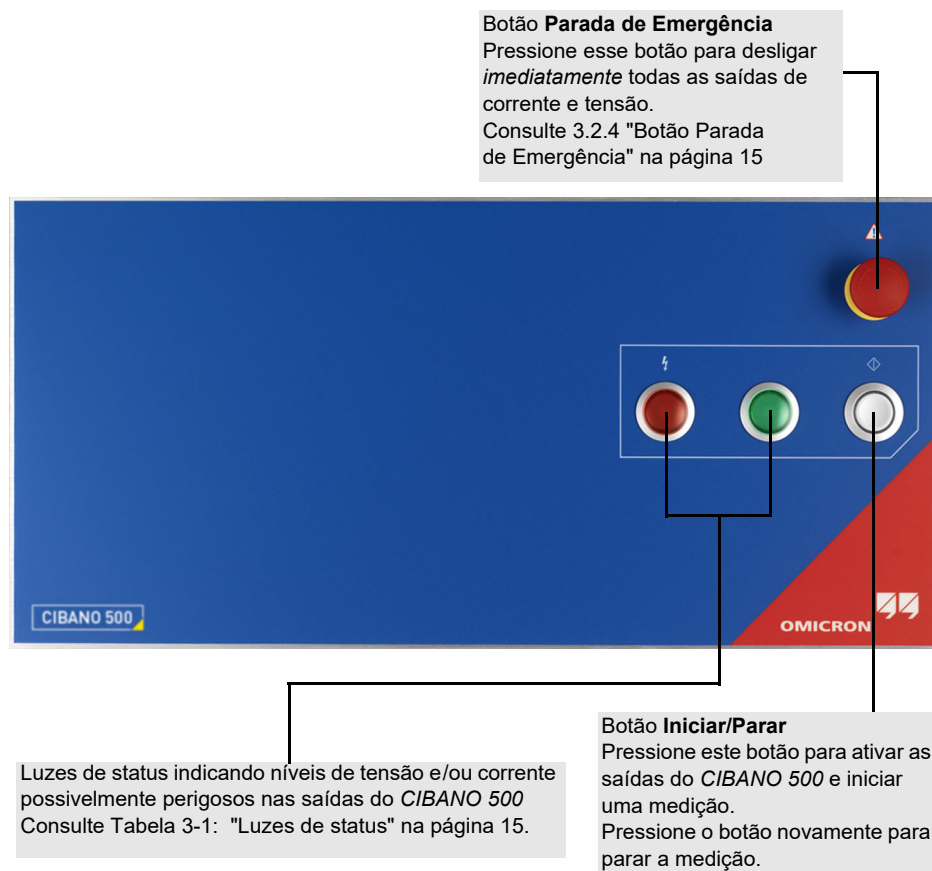 Botão Parada de Emergência
Pressione esse botão para desligar
imediatamente todas as saídas de
corrente e tensão.
Consulte 3.2.4 "Botão Parada
de Emergência" na página 15
CIBANO 500
OMICRON
Luzes de status indicando níveis de tensão e/ou corrente
possivelmente perigosos nas saídas do CIBANO 500
Consulte Tabela 3-1: "Luzes de status" na página 15.
Botão Iniciar/Parar
Pressione este botão para ativar as
saídas do CIBANO 500 e iniciar
uma medição.
Pressione o botão novamente para
parar a medição.